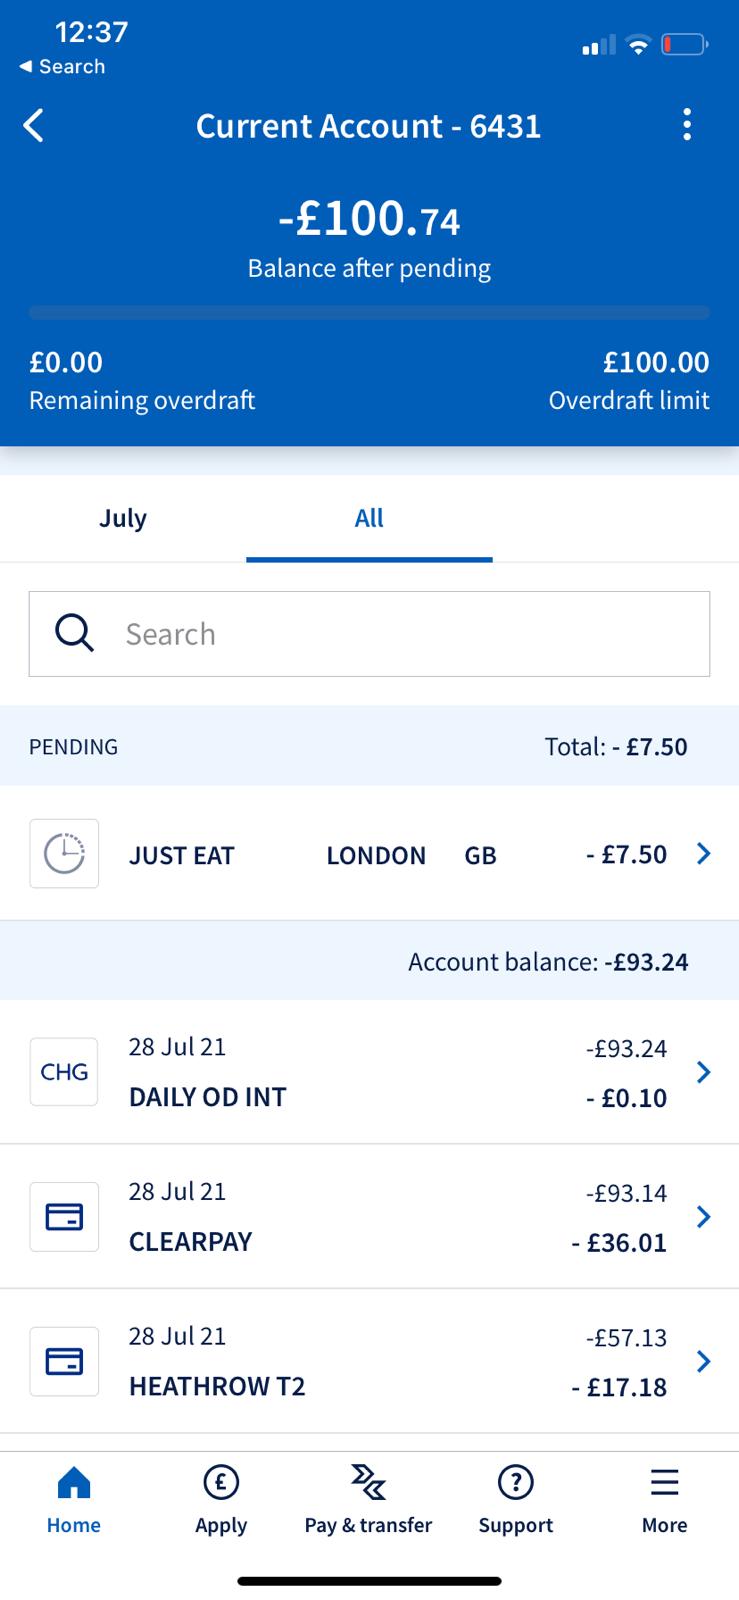 12:37
◀ Search
Current Account - 6431
-£100.74
Balance after pending
£0.00 £100.00
Remaining overdraft Overdraft limit
July All
Search
PENDING Total: - £7.50
JUST EAT LONDON GB - £7.50
Account balance: -£93.24
28 Jul 21 -£93.24
CHG DAILY OD INT - £0.10
28 Jul 21 -£93.14
CLEARPAY - £36.01
28 Jul 21 -£57.13
HEATHROW T2 - £17.18
Home Apply Pay & transfer Support More